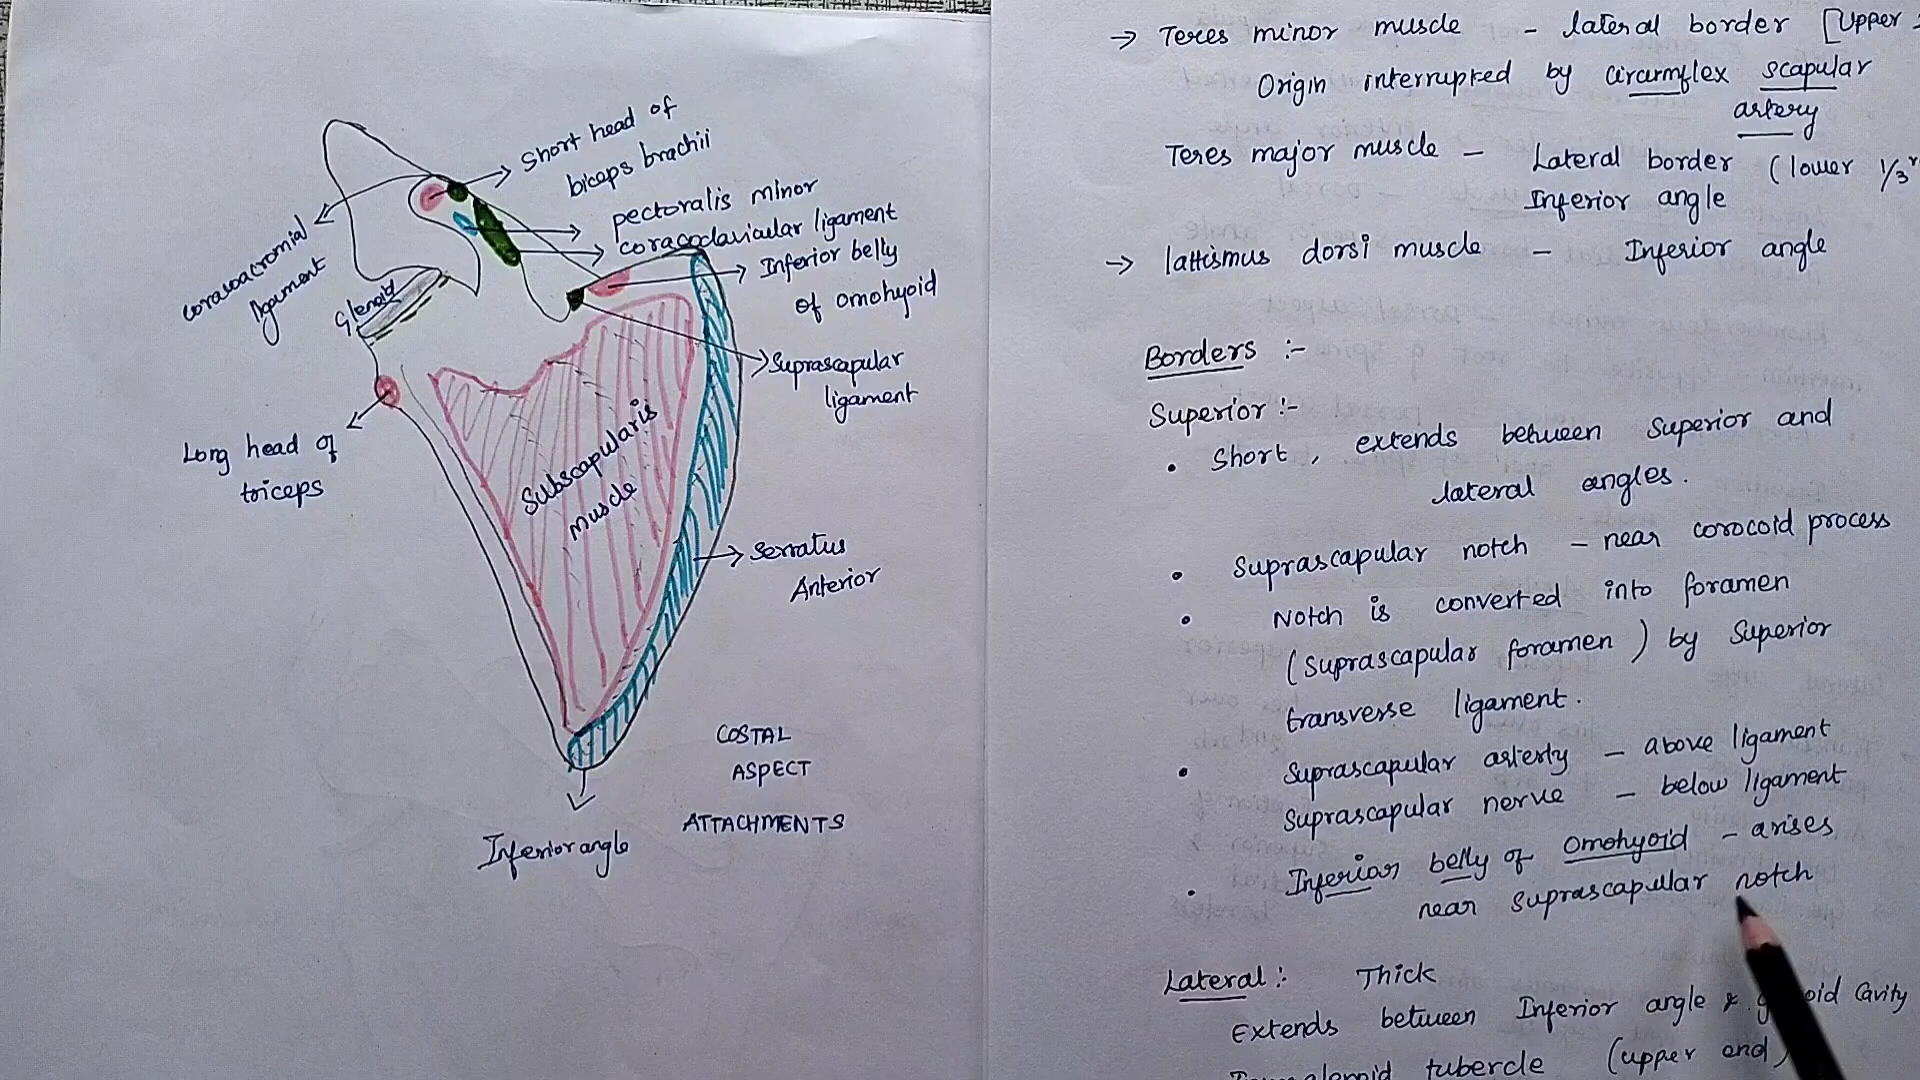 Short head of
biceps brachii
pectoralis minor
coracoclavicular ligament
Inferior belly
of omohyoid
coracoacromial
ligament
Glenoid
Suprascapular
ligament
Long head of
triceps
Subscapularis
muscle
Serratus
Anterior
COSTAL
ASPECT
ATTACHMENTS
Inferior angle
→ Teres minor muscle - lateral border [Upper
Origin interrupted by circumflex scapular
artery
Teres major muscle - Lateral border (lower 1/3r
Inferior angle
→ lattismus dorsi muscle - Inferior angle
Borders :-
Superior :-
• Short, extends between Superior and
lateral angles.
• Suprascapular notch - near corocoid process
• Notch is converted into foramen
(suprascapular foramen) by Superior
transverse ligament.
• Suprascapular arterty - above ligament
Suprascapular nerve - below ligament
• Inferior belly of omohyoid - arises
near suprascapullar notch
Lateral :- Thick
Extends between Inferior angle & cavity
tubercle (upper end)